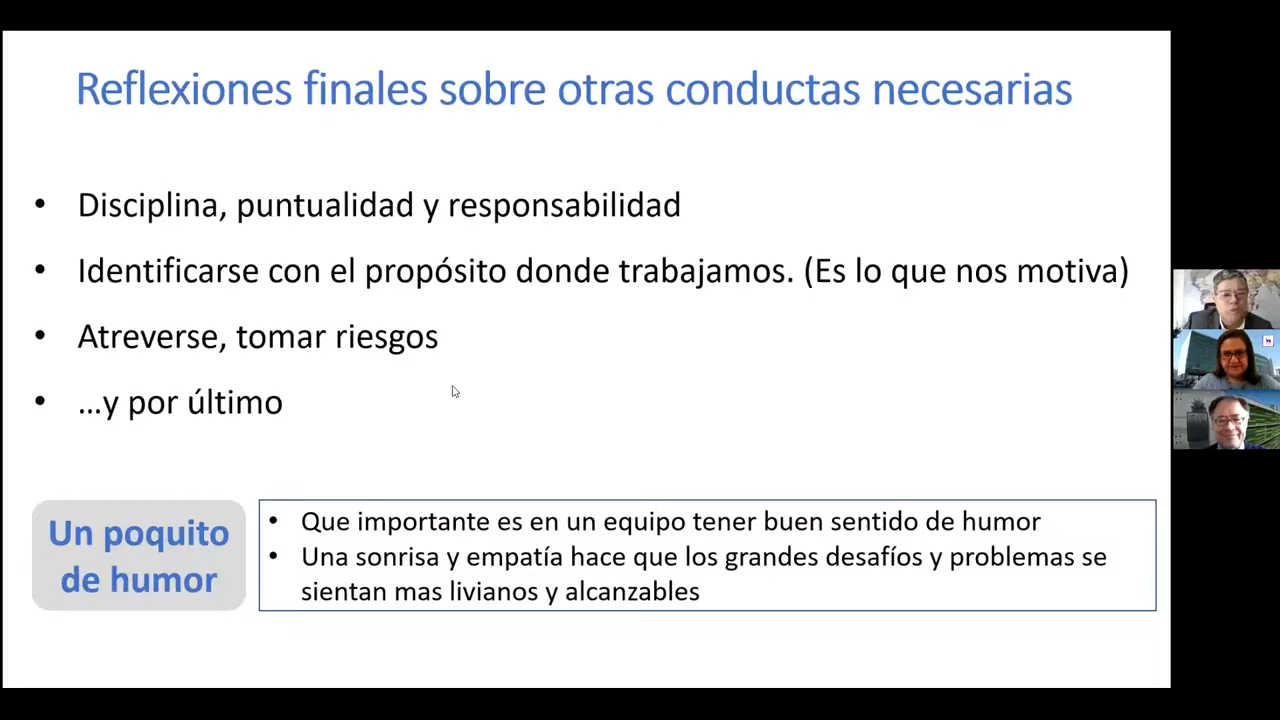 Reflexiones finales sobre otras conductas necesarias
• Disciplina, puntualidad y responsabilidad
• Identificarse con el propósito donde trabajamos. (Es lo que nos motiva)
• Atreverse, tomar riesgos
• …y por último
Un poquito
de humor
• Que importante es en un equipo tener buen sentido de humor
• Una sonrisa y empatía hace que los grandes desafíos y problemas se
sientan mas livianos y alcanzables